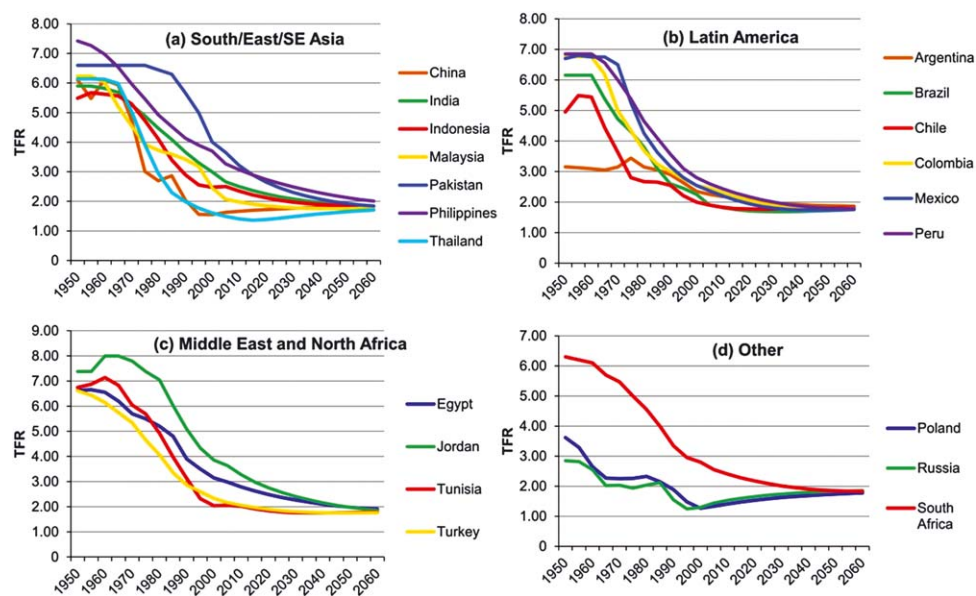 (a) South/East/SE Asia
TFR
8.00
7.00
6.00
5.00
4.00
3.00
2.00
1.00
0
1950
1960
1970
1980
1990
2000
2010
2020
2030
2040
2050
2060
China
India
Indonesia
Malaysia
Pakistan
Philippines
Thailand
(b) Latin America
TFR
8.00
7.00
6.00
5.00
4.00
3.00
2.00
1.00
0
1950
1960
1970
1980
1990
2000
2010
2020
2030
2040
2050
2060
Argentina
Brazil
Chile
Colombia
Mexico
Peru
(c) Middle East and North Africa
TFR
9.00
8.00
7.00
6.00
5.00
4.00
3.00
2.00
1.00
0
1950
1960
1970
1980
1990
2000
2010
2020
2030
2040
2050
2060
Egypt
Jordan
Tunisia
Turkey
(d) Other
TFR
7.00
6.00
5.00
4.00
3.00
2.00
1.00
0
1950
1960
1970
1980
1990
2000
2010
2020
2030
2040
2050
2060
Poland
Russia
South
Africa